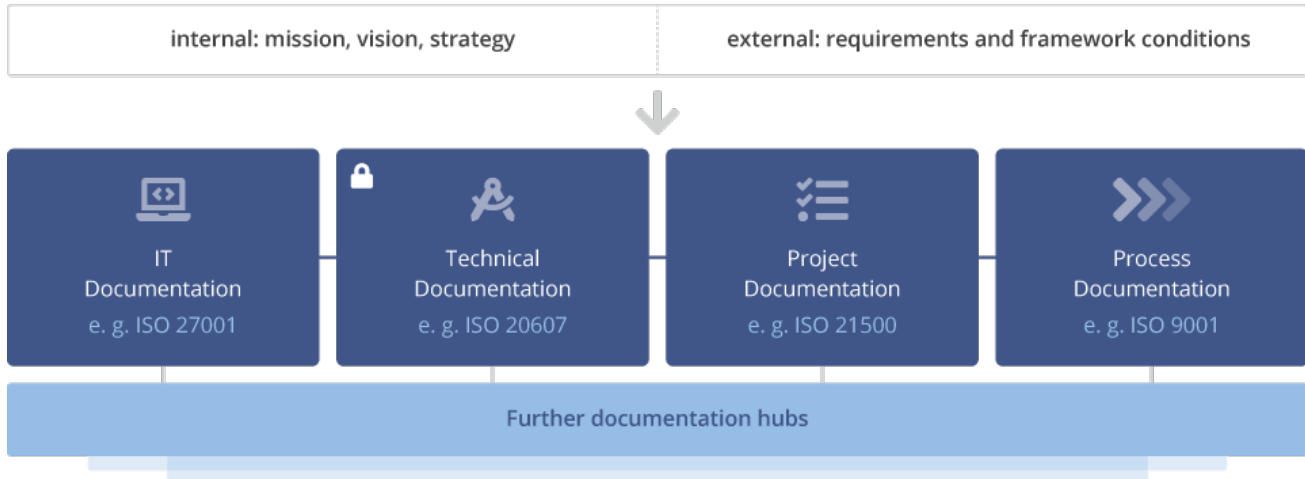 internal: mission, vision, strategy
external: requirements and framework conditions
IT
Documentation
e. g. ISO 27001
Technical
Documentation
e. g. ISO 20607
Project
Documentation
e. g. ISO 21500
Process
Documentation
e. g. ISO 9001
Further documentation hubs